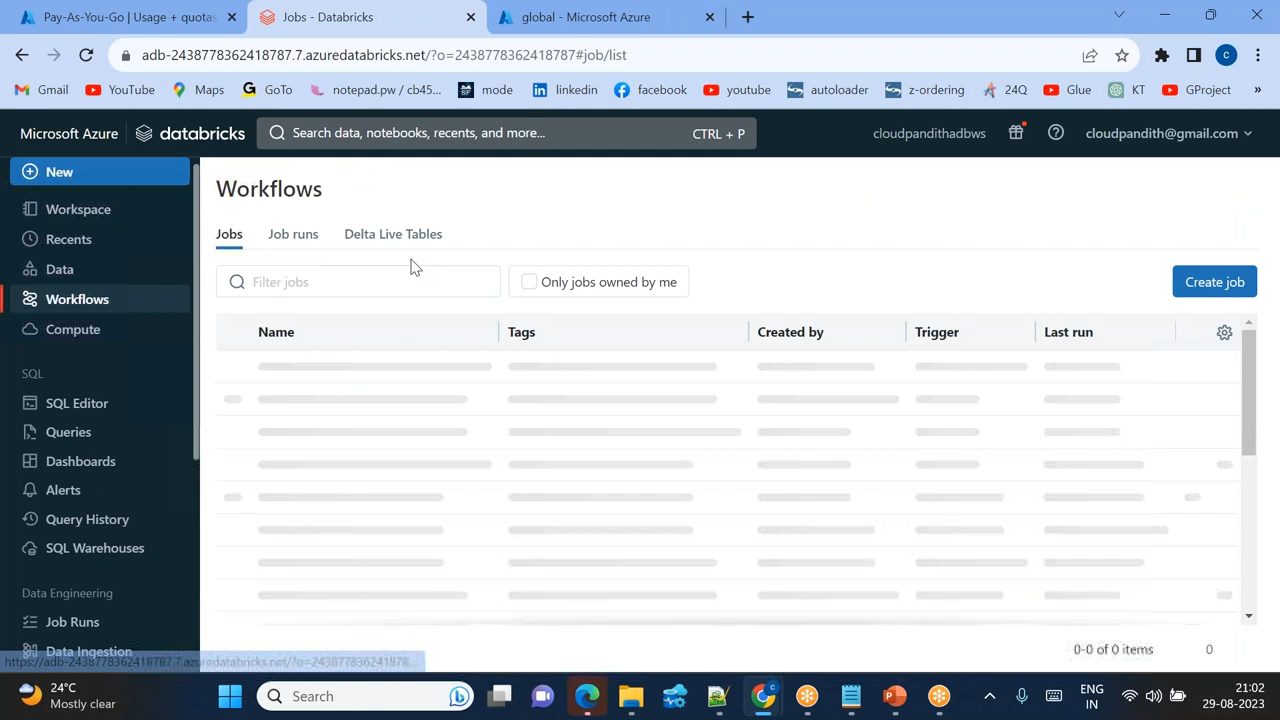 Pay-As-You-Go | Usage + quotas
Jobs - Databricks
global - Microsoft Azure
adb-2438778362418787.7.azuredatabricks.net/?o=2438778362418787#job/list
Gmail
YouTube
Maps
GoTo
notepad.pw / cb45...
mode
linkedin
facebook
youtube
autoloader
z-ordering
24Q
Glue
KT
GProject
»
Microsoft Azure
databricks
Search data, notebooks, recents, and more...
CTRL + P
cloudpandithadbws
cloudpandith@gmail.com
New
Workspace
Recents
Data
Workflows
Compute
SQL
SQL Editor
Queries
Dashboards
Alerts
Query History
SQL Warehouses
Data Engineering
Job Runs
Data Ingestion
Workflows
Jobs
Job runs
Delta Live Tables
Filter jobs
Only jobs owned by me
Create job
Name
Tags
Created by
Trigger
Last run
0-0 of 0 items
0
https://adb-2438778362418787.7.azuredatabricks.net/?o=24387783624187...
24°C
Mostly clear
Search
ENG
IN
21:02
29-08-2023